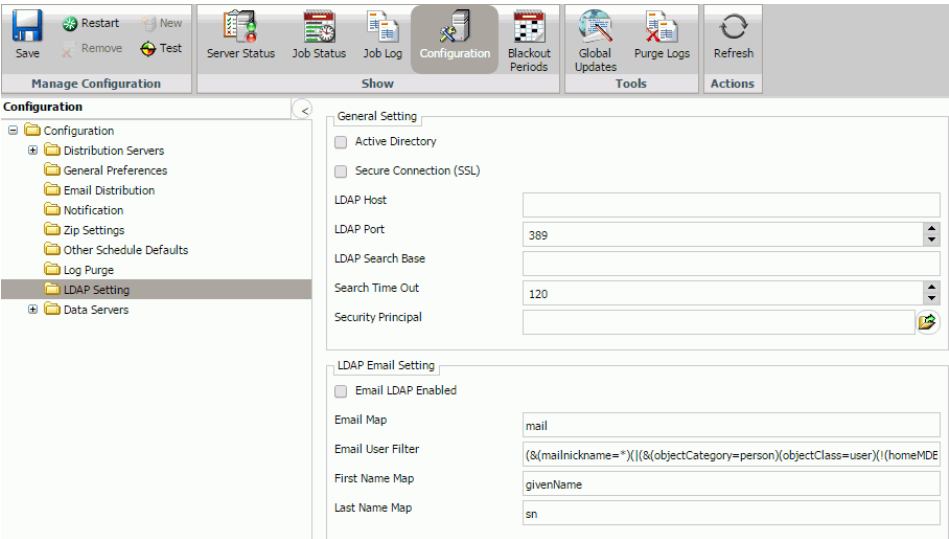 Restart New
Save Remove Test
Server Status Job Status Job Log Configuration Blackout Periods Global Updates Purge Logs Refresh
Manage Configuration Show Tools Actions
Configuration
Configuration
Distribution Servers
General Preferences
Email Distribution
Notification
Zip Settings
Other Schedule Defaults
Log Purge
LDAP Setting
Data Servers
General Setting
Active Directory
Secure Connection (SSL)
LDAP Host
LDAP Port 389
LDAP Search Base
Search Time Out 120
Security Principal
LDAP Email Setting
Email LDAP Enabled
Email Map mail
Email User Filter (&(mailnickname=*)(|(&(objectCategory=person)(objectClass=user)(!(homeMDB
First Name Map givenName
Last Name Map sn